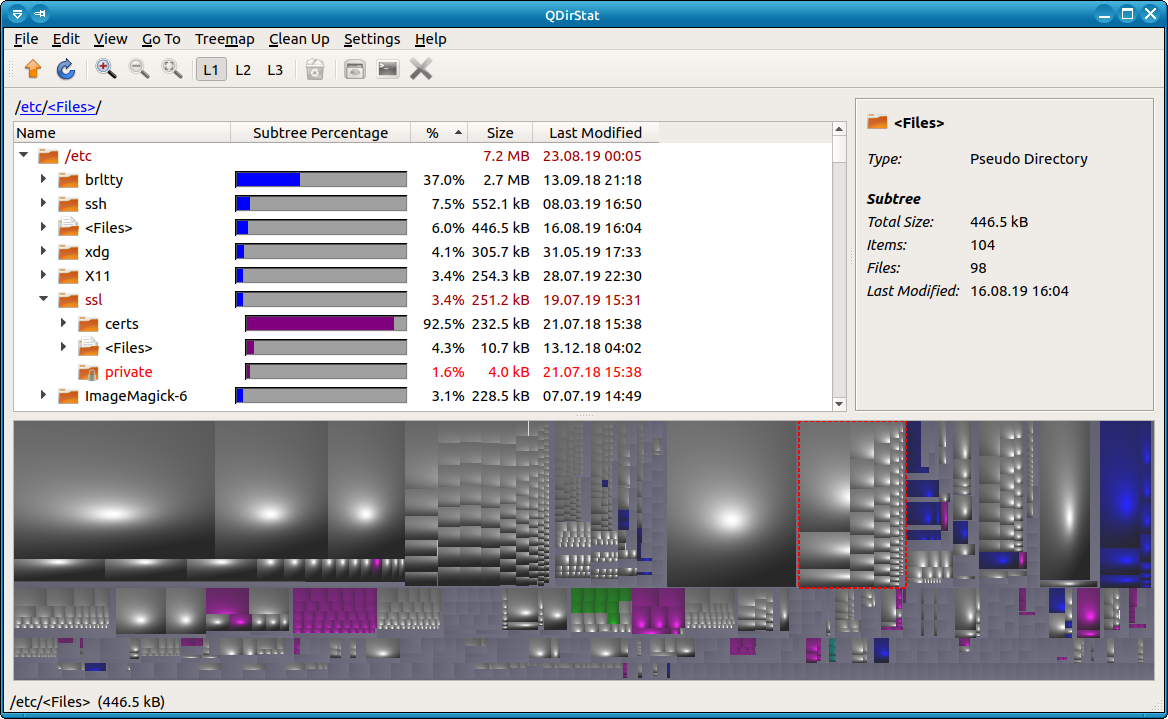 QDirStat
File Edit View Go To Treemap Clean Up Settings Help
L1 L2 L3
/etc/<Files>/
Name Subtree Percentage % Size Last Modified
/etc 7.2 MB 23.08.19 00:05
brltty 37.0% 2.7 MB 13.09.18 21:18
ssh 7.5% 552.1 kB 08.03.19 16:50
<Files> 6.0% 446.5 kB 16.08.19 16:04
xdg 4.1% 305.7 kB 31.05.19 17:33
X11 3.4% 254.3 kB 28.07.19 22:30
ssl 3.4% 251.2 kB 19.07.19 15:31
certs 92.5% 232.5 kB 21.07.18 15:38
<Files> 4.3% 10.7 kB 13.12.18 04:02
private 1.6% 4.0 kB 21.07.18 15:38
ImageMagick-6 3.1% 228.5 kB 07.07.19 14:49
<Files>
Type: Pseudo Directory
Subtree
Total Size: 446.5 kB
Items: 104
Files: 98
Last Modified: 16.08.19 16:04
/etc/<Files> (446.5 kB)